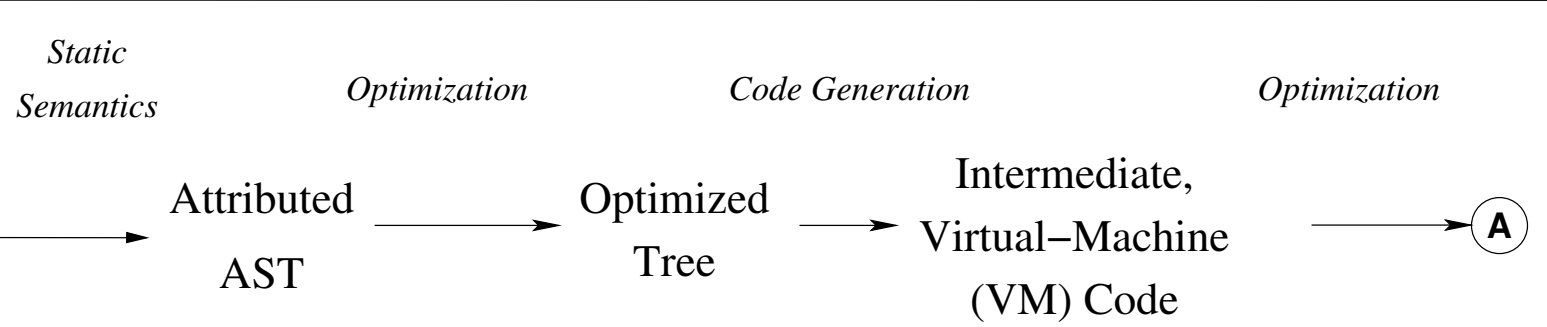 Static
Semantics
Optimization
Code Generation
Optimization
Attributed
AST
Optimized
Tree
Intermediate,
Virtual−Machine
(VM) Code
A